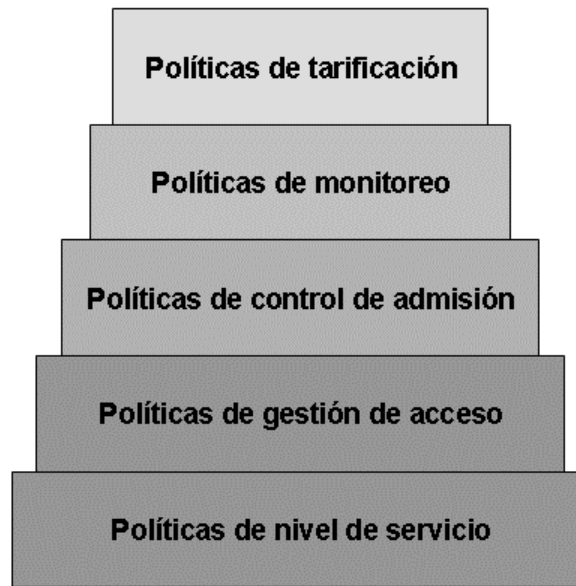 Políticas de tarificación
Políticas de monitoreo
Políticas de control de admisión
Políticas de gestión de acceso
Políticas de nivel de servicio